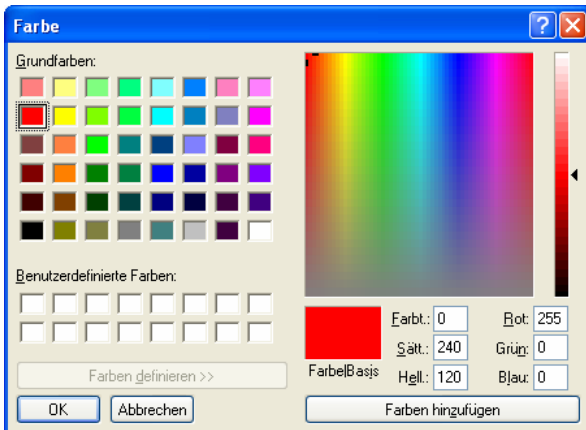 Farbe
Grundfarben:
Benutzerdefinierte Farben:
Farben definieren >>
OK Abbrechen
Farbe|Basis
Farbt.: 0 Rot: 255
Sätt.: 240 Grün: 0
Hell.: 120 Blau: 0
Farben hinzufügen